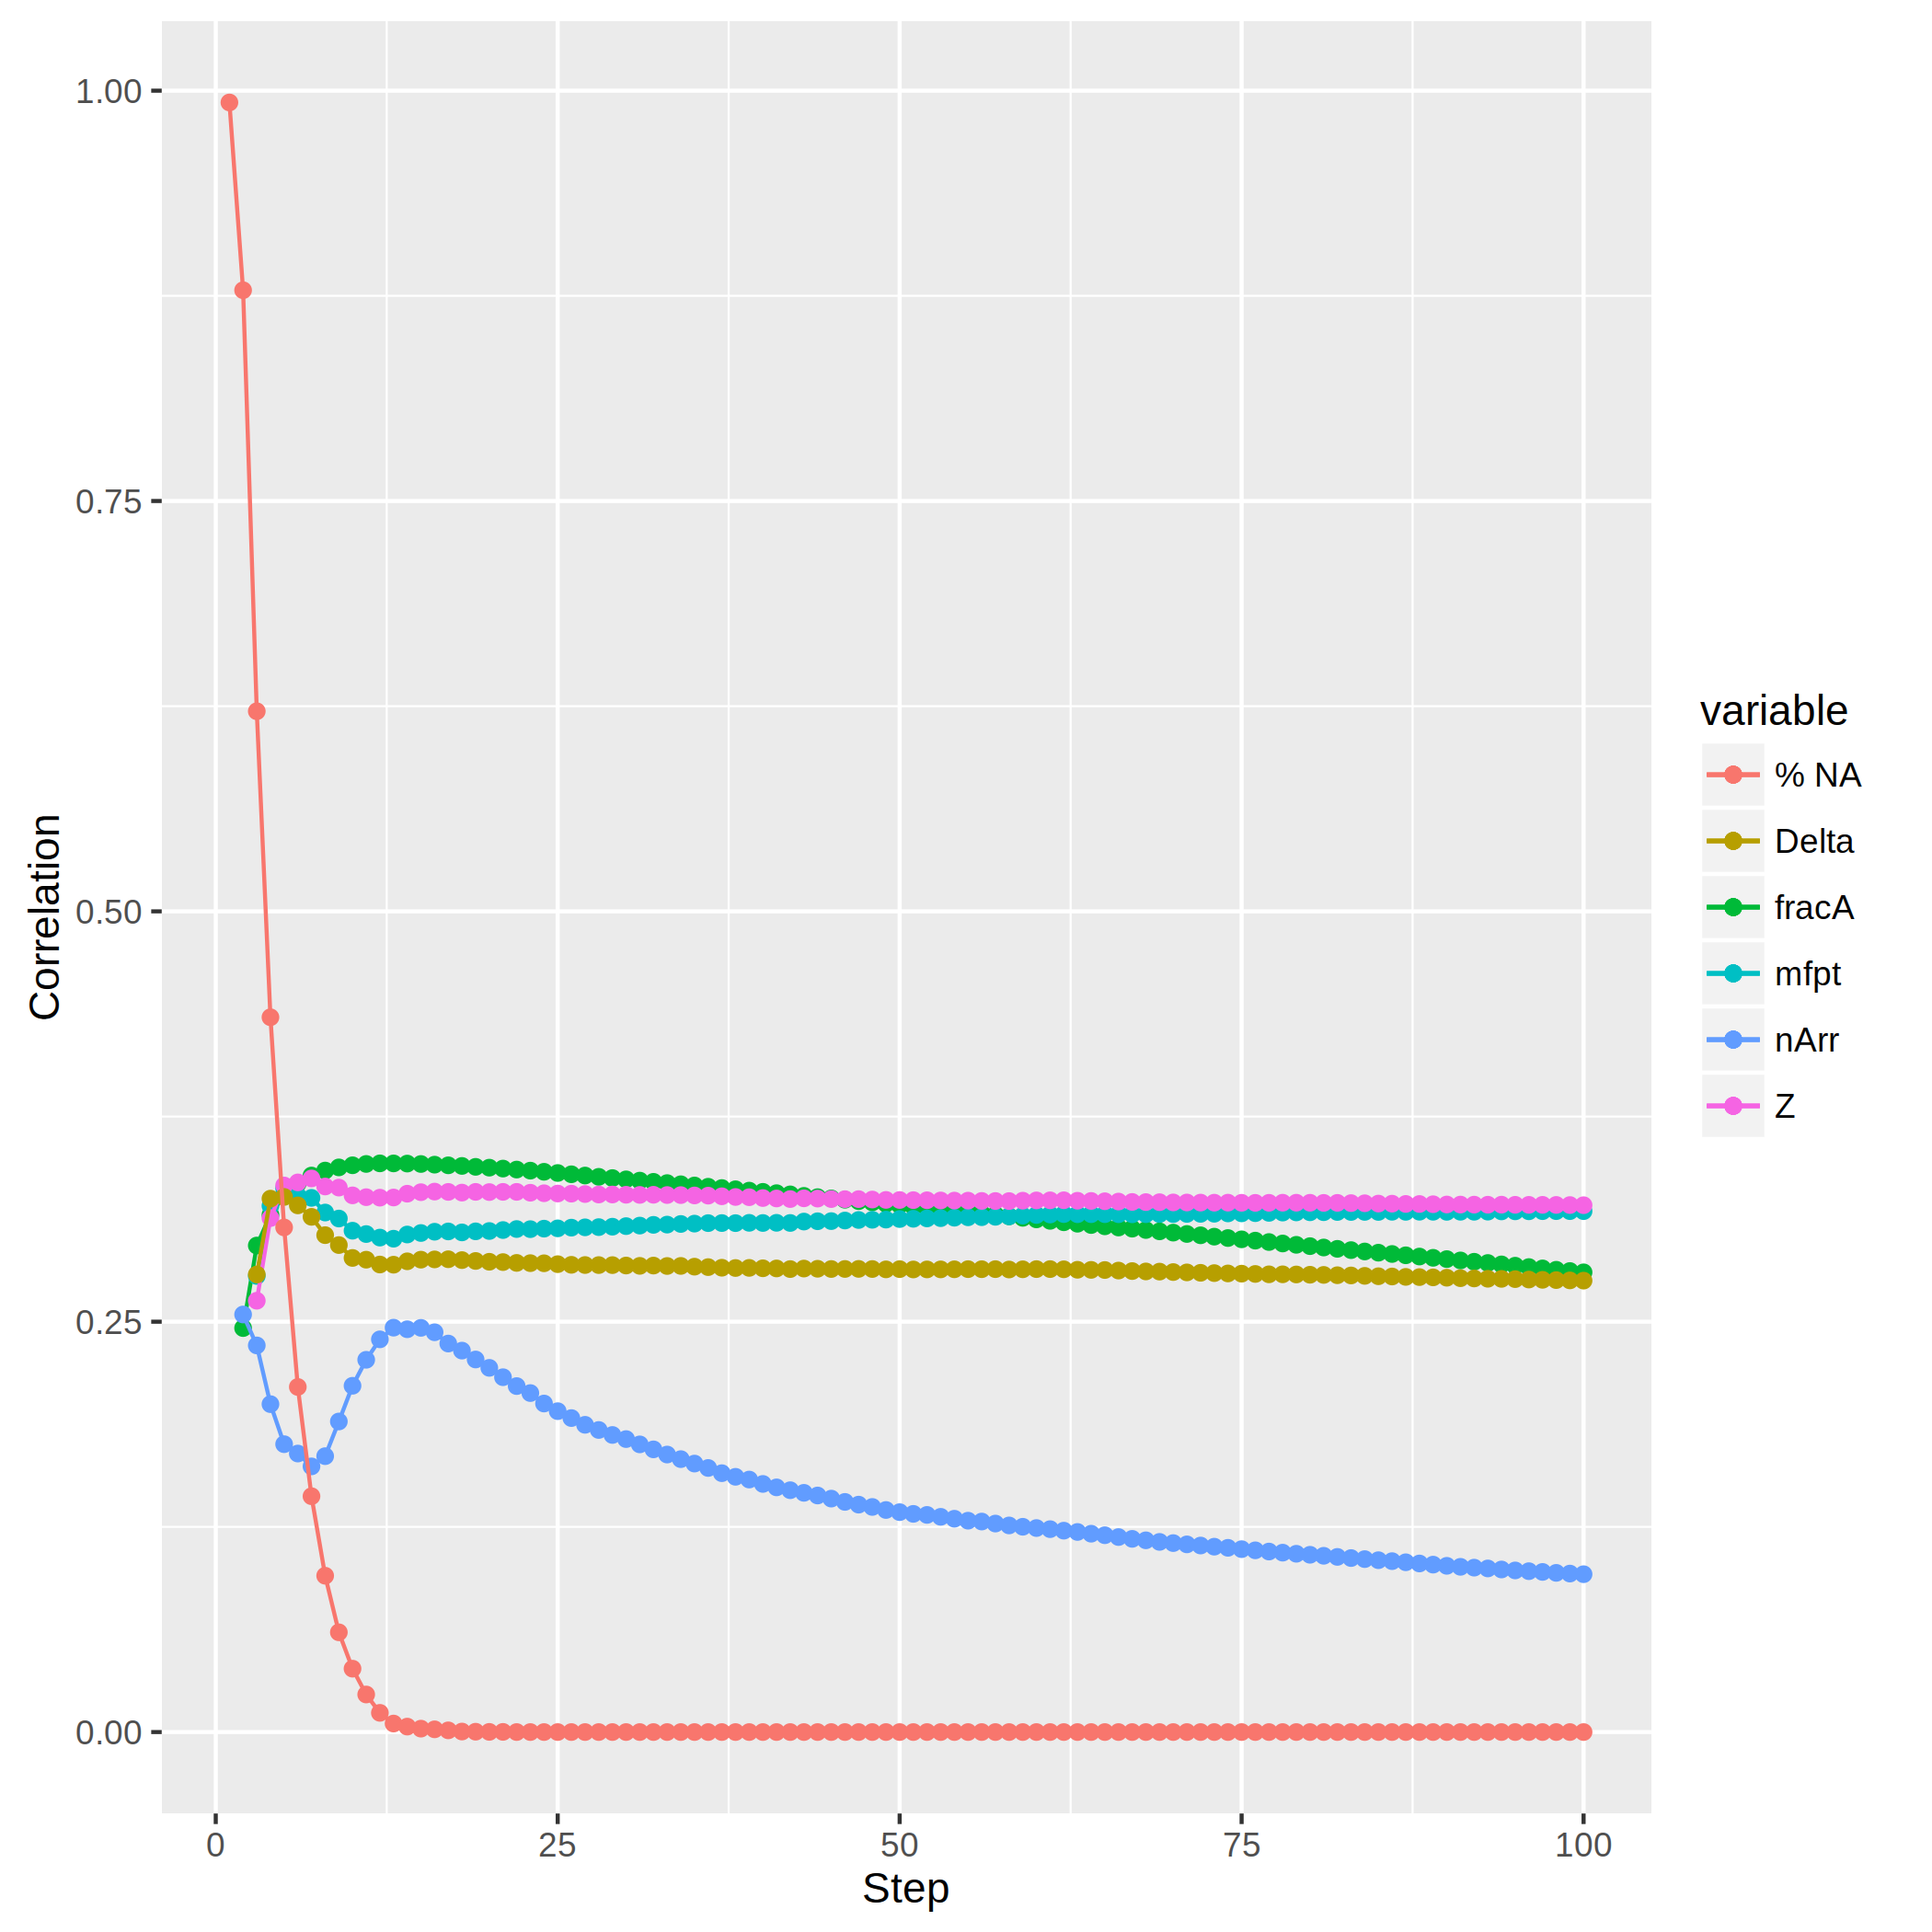 1.00
0.75
0.50
0.25
0.00
Correlation
0
25
50
75
100
Step
variable
% NA
Delta
fracA
mfpt
nArr
Z